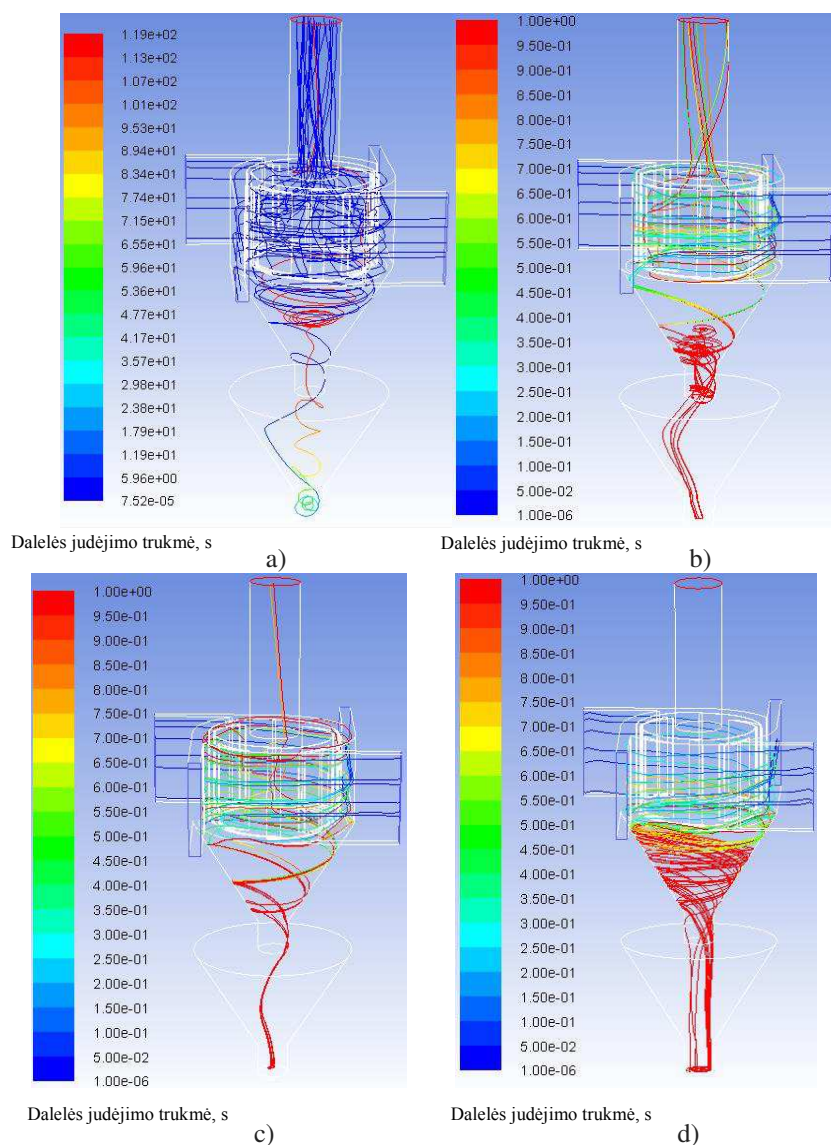 1.19e+02
1.13e+02
1.07e+02
1.01e+02
9.53e+01
8.94e+01
8.34e+01
7.74e+01
7.15e+01
6.55e+01
5.96e+01
5.36e+01
4.77e+01
4.17e+01
3.57e+01
2.98e+01
2.38e+01
1.79e+01
1.19e+01
5.96e+00
7.52e-05
Dalelės judėjimo trukmė, s
a)
1.00e+00
9.50e-01
9.00e-01
8.50e-01
8.00e-01
7.50e-01
7.00e-01
6.50e-01
6.00e-01
5.50e-01
5.00e-01
4.50e-01
4.00e-01
3.50e-01
3.00e-01
2.50e-01
2.00e-01
1.50e-01
1.00e-01
5.00e-02
1.00e-06
Dalelės judėjimo trukmė, s
b)
1.00e+00
9.50e-01
9.00e-01
8.50e-01
8.00e-01
7.50e-01
7.00e-01
6.50e-01
6.00e-01
5.50e-01
5.00e-01
4.50e-01
4.00e-01
3.50e-01
3.00e-01
2.50e-01
2.00e-01
1.50e-01
1.00e-01
5.00e-02
1.00e-06
Dalelės judėjimo trukmė, s
c)
1.00e+00
9.50e-01
9.00e-01
8.50e-01
8.00e-01
7.50e-01
7.00e-01
6.50e-01
6.00e-01
5.50e-01
5.00e-01
4.50e-01
4.00e-01
3.50e-01
3.00e-01
2.50e-01
2.00e-01
1.50e-01
1.00e-01
5.00e-02
1.00e-06
Dalelės judėjimo trukmė, s
d)